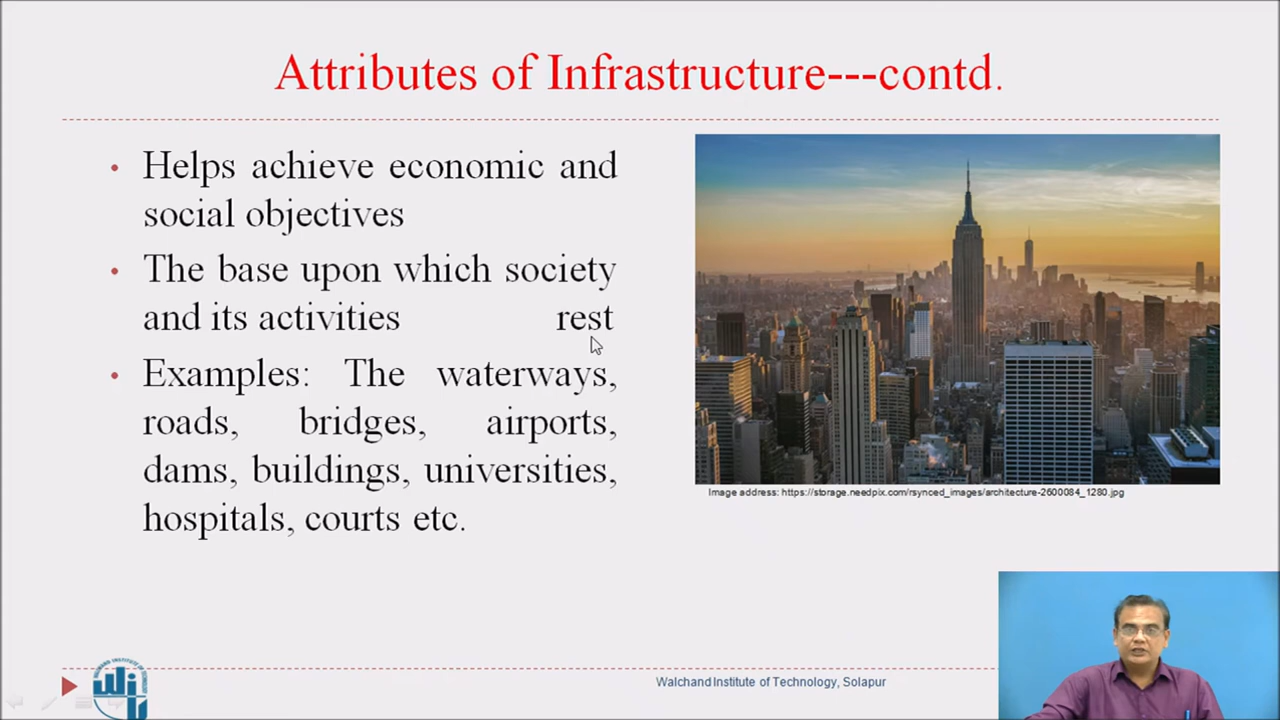 Attributes of Infrastructure---contd.
• Helps achieve economic and
social objectives
• The base upon which society
and its activities rest
• Examples: The waterways,
roads, bridges, airports,
dams, buildings, universities,
hospitals, courts etc.
Image address: https://storage.needpix.com/rsynced_images/architecture-2600084_1280.jpg
Walchand Institute of Technology, Solapur